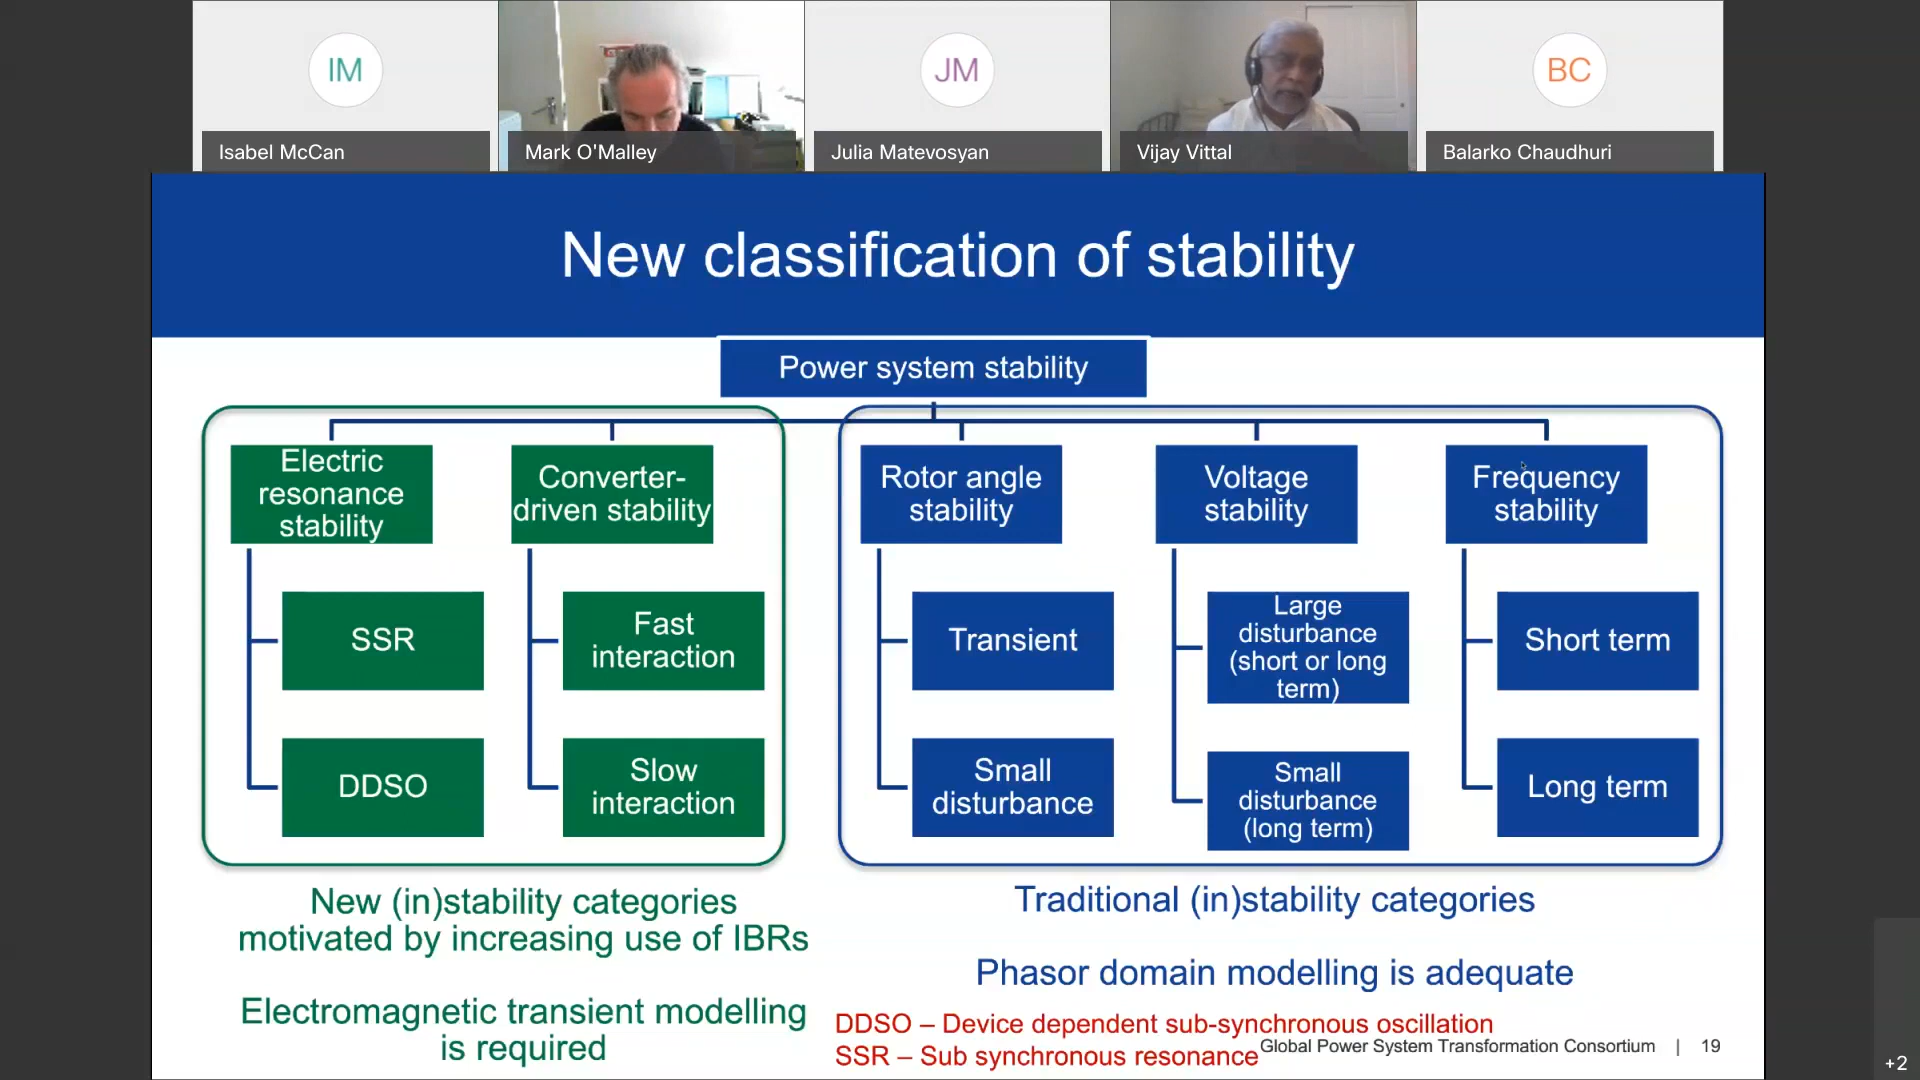 IM
JM
BC
Isabel McCan
Mark O'Malley
Julia Matevosyan
Vijay Vittal
Balarko Chaudhuri
New classification of stability
Power system stability
Electric
resonance
stability
Converter-
driven stability
Rotor angle
stability
Voltage
stability
Frequency
stability
SSR
Fast
interaction
Transient
Large
disturbance
(short or long
term)
Short term
DDSO
Slow
interaction
Small
disturbance
Small
disturbance
(long term)
Long term
New (in)stability categories
motivated by increasing use of IBRs
Electromagnetic transient modelling
is required
Traditional (in)stability categories
Phasor domain modelling is adequate
DDSO – Device dependent sub-synchronous oscillation
SSR – Sub synchronous resonance
Global Power System Transformation Consortium | 19
+2